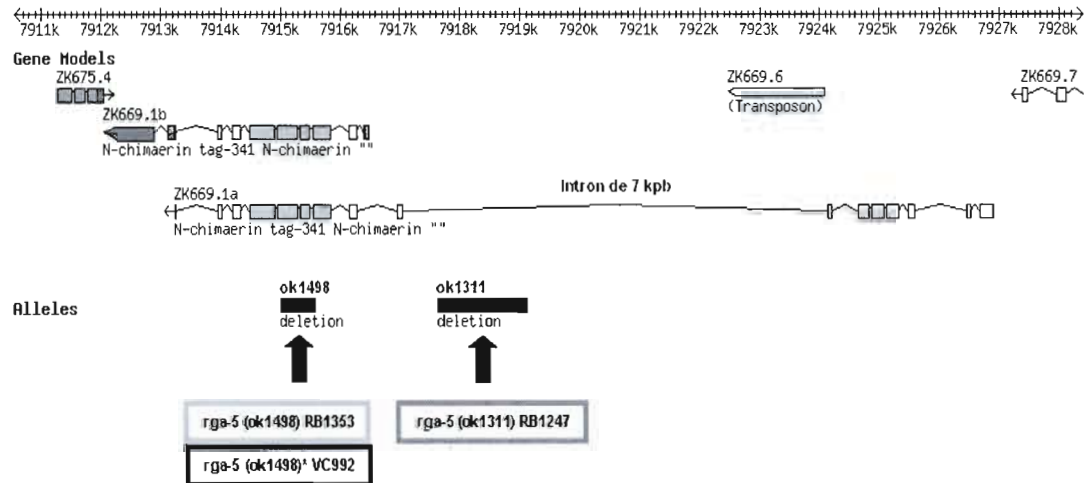 7911k 7912k 7913k 7914k 7915k 7916k 7917k 7918k 7919k 7920k 7921k 7922k 7923k 7924k 7925k 7926k 7927k 7928k
Gene Models
ZK675.4
ZK669.6
ZK669.7
(Transposon)
ZK669.1b
N-chimaerin tag-341 N-chimaerin ""
Intron de 7 kpb
ZK669.1a
N-chimaerin tag-341 N-chimaerin ""
Alleles
ok1498
ok1311
deletion
deletion
rga-5 (ok1498) RB1353
rga-5 (ok1311) RB1247
rga-5 (ok1498)* VC992